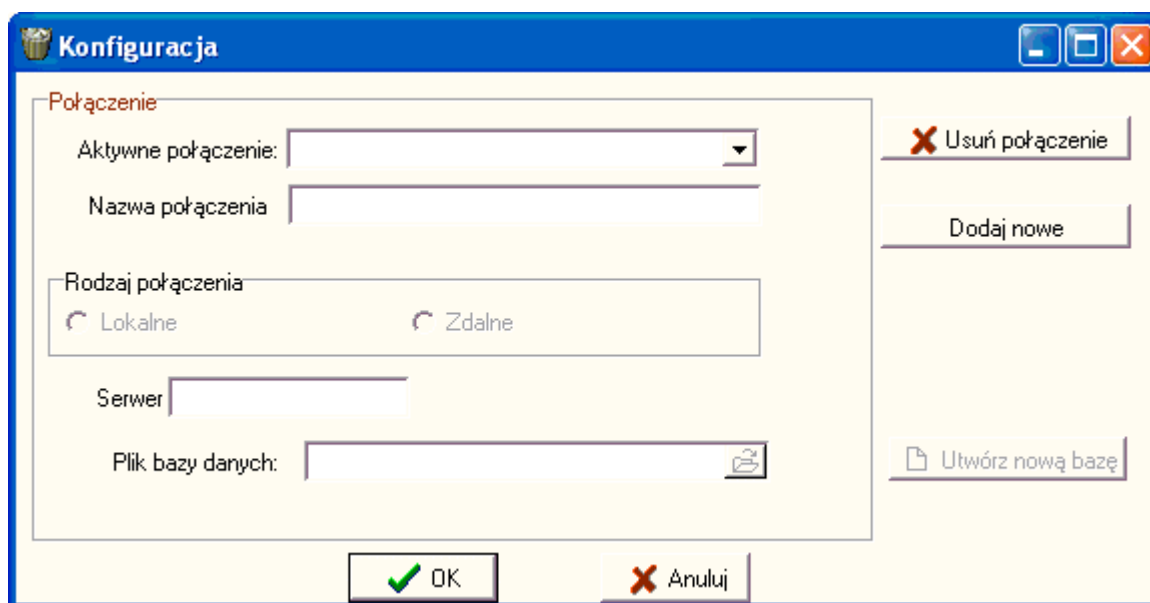 Konfiguracja
Połączenie
Aktywne połączenie:
Usuń połączenie
Nazwa połączenia
Dodaj nowe
Rodzaj połączenia
Lokalne
Zdalne
Serwer
Plik bazy danych:
Utwórz nową bazę
OK
Anuluj